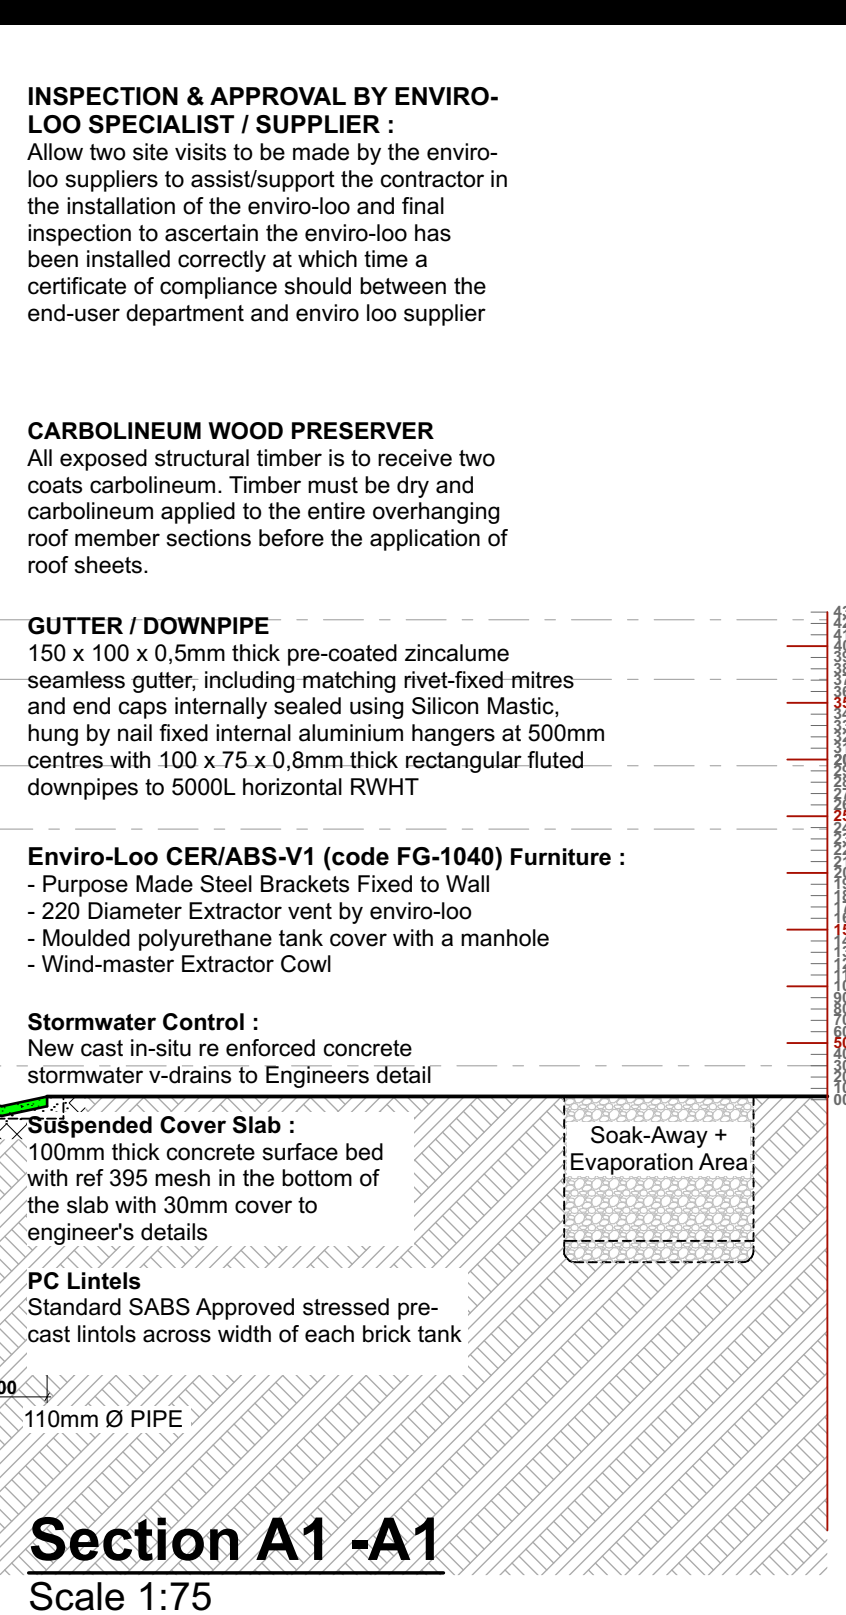 INSPECTION & APPROVAL BY ENVIRO-
LOO SPECIALIST / SUPPLIER :
Allow two site visits to be made by the enviro-
loo suppliers to assist/support the contractor in
the installation of the enviro-loo and final
inspection to ascertain the enviro-loo has
been installed correctly at which time a
certificate of compliance should between the
end-user department and enviro loo supplier
CARBOLINEUM WOOD PRESERVER
All exposed structural timber is to receive two
coats carbolineum. Timber must be dry and
carbolineum applied to the entire overhanging
roof member sections before the application of
roof sheets.
GUTTER / DOWNPIPE
150 x 100 x 0,5mm thick pre-coated zincalume
seamless gutter, including matching rivet-fixed mitres
and end caps internally sealed using Silicon Mastic,
hung by nail fixed internal aluminium hangers at 500mm
centres with 100 x 75 x 0,8mm thick rectangular fluted
downpipes to 5000L horizontal RWHT
Enviro-Loo CER/ABS-V1 (code FG-1040) Furniture :
- Purpose Made Steel Brackets Fixed to Wall
- 220 Diameter Extractor vent by enviro-loo
- Moulded polyurethane tank cover with a manhole
- Wind-master Extractor Cowl
Stormwater Control :
New cast in-situ re enforced concrete
stormwater v-drains to Engineers detail
Suspended Cover Slab :
100mm thick concrete surface bed
with ref 395 mesh in the bottom of
the slab with 30mm cover to
engineer's details
Soak-Away +
Evaporation Area
PC Lintels
Standard SABS Approved stressed pre-
cast lintols across width of each brick tank
110mm Ø PIPE
Section A1 -A1
Scale 1:75